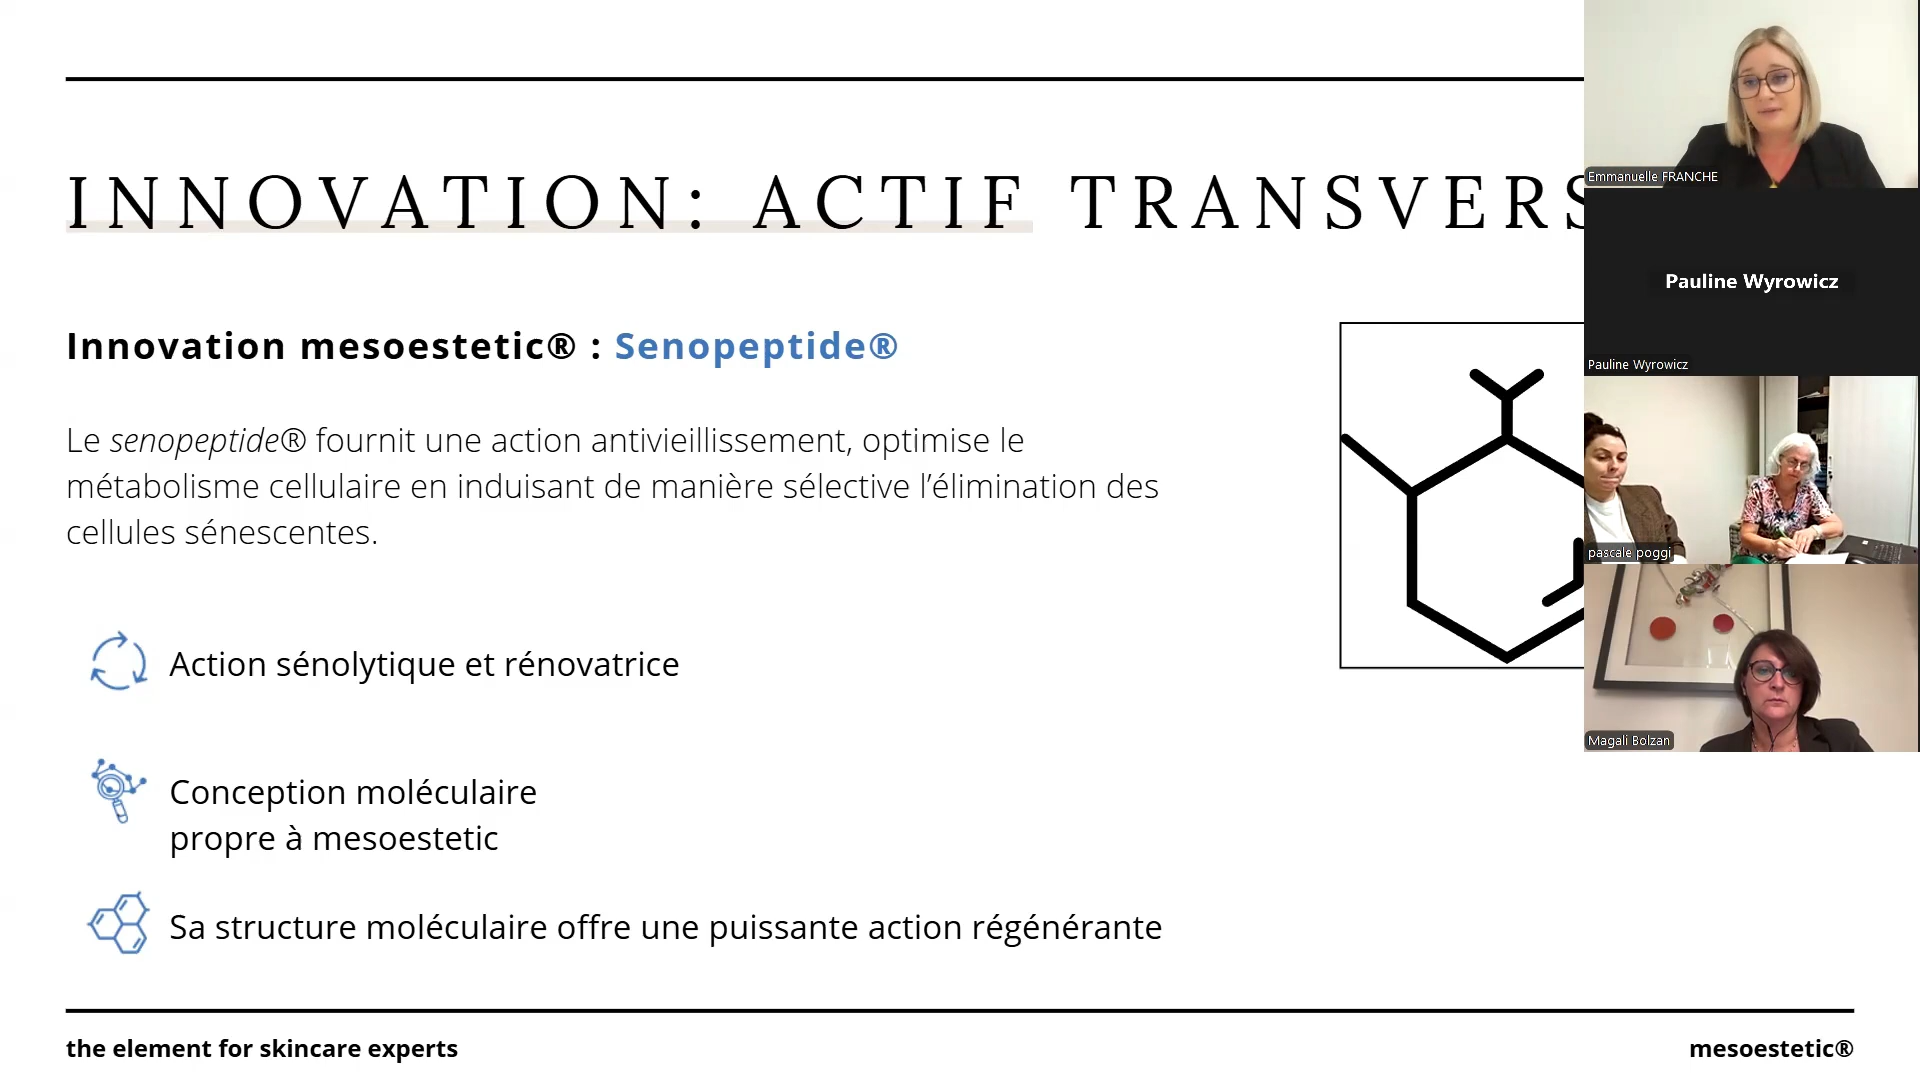 INNOVATION: ACTIF TRANSVERS
Innovation mesoestetic® : Senopeptide®
Le senopeptide® fournit une action antivieillissement, optimise le
métabolisme cellulaire en induisant de manière sélective l’élimination des
cellules sénescentes.
Action sénolytique et rénovatrice
Conception moléculaire
propre à mesoestetic
Sa structure moléculaire offre une puissante action régénérante
the element for skincare experts
mesoestetic®
Emmanuelle FRANCHE
Pauline Wyrowicz
Pauline Wyrowicz
pascale poggi
Magali Bolzan